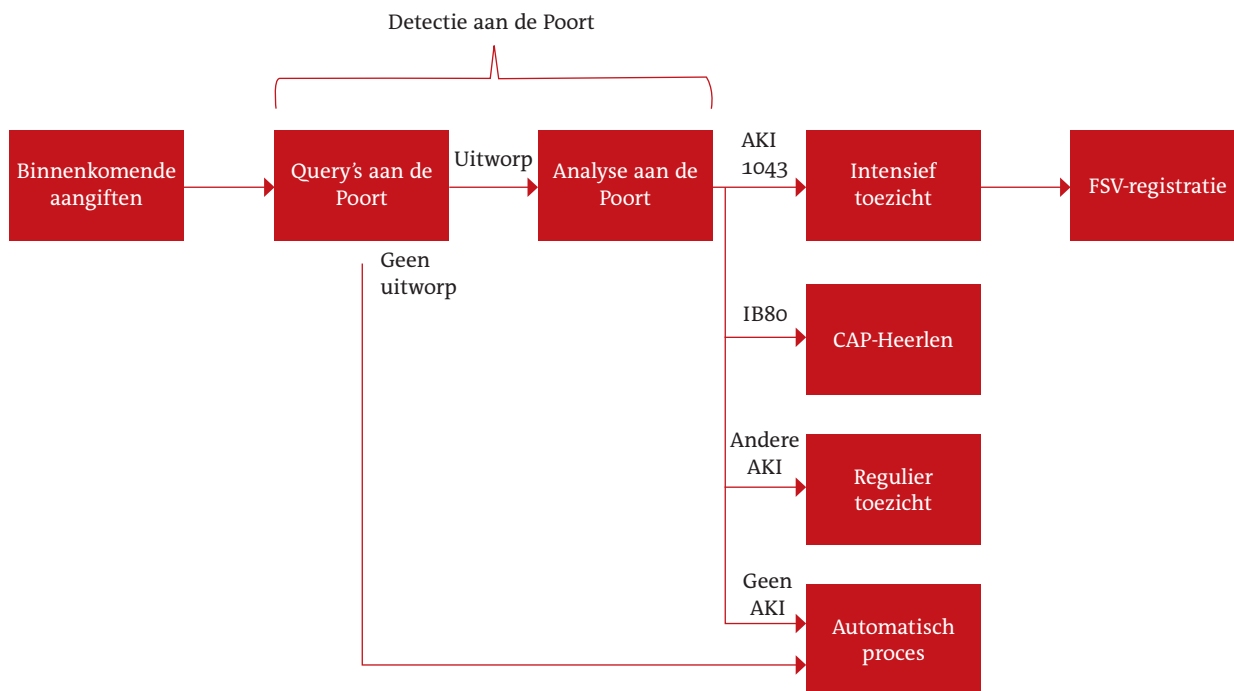 Detectie aan de Poort
Binnenkomende
aangiften
Query's aan de
Poort
Uitworp
Analyse aan de
Poort
AKI
1043
Intensief
toezicht
FSV-registratie
Geen
uitworp
IB80
CAP-Heerlen
Andere
AKI
Regulier
toezicht
Geen
AKI
Automatisch
proces